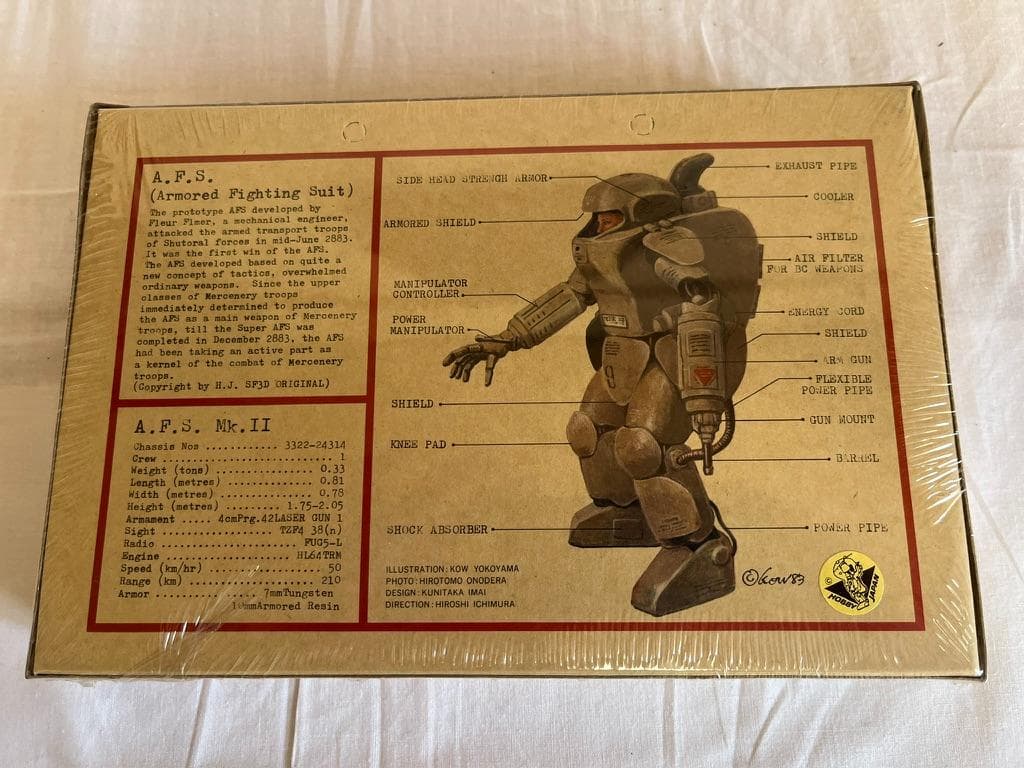 A.F.S.
(Armored Fighting Suit)
The prototype AFS developed by
Fleur Flmer, a mechanical engineer,
attacked the armed transport troops
of Shutoral forces in mid-June 2883.
It was the first win of the AFS.
The AFS developed based on quite a
new concept of tactics, overwhelmed
ordinary weapons. Since the upper
classes of Mercenery troops
immediately determined to produce
the AFS as a main weapon of Mercenery
troops, till the Super AFS was
completed in December 2883, the AFS
had been taking an active part as
a kernel of the combat of Mercenery
troops.
(Copyright by H.J. SF3D ORIGINAL)
A.F.S. Mk.II
Chassis Nos ............ 3322-24314
Crew ............................ 1
Weight (tons) ................ 0.33
Length (metres) .............. 0.81
Width (metres) ............... 0.78
Height (metres) ......... 1.75-2.05
Armament ..... 4cmPrg.42LASER GUN 1
Sight ................. TZF4 38(n)
Radio ..................... FUG5-L
Engine .................. HL64TRM
Speed (km/hr) .................. 50
Range (km) .................... 210
Armor ............. 7mmTungsten
10mmArmored Resin
SIDE HEAD STRENCH ARMOR
ARMORED SHIELD
MANIPULATOR
CONTROLLER
POWER
MANIPULATOR
SHIELD
KNEE PAD
SHOCK ABSORBER
EXHAUST PIPE
COOLER
SHIELD
AIR FILTER
FOR BC WEAPONS
ENERGY CORD
SHIELD
ARM GUN
FLEXIBLE
POWER PIPE
GUN MOUNT
BARREL
POWER PIPE
9
ILLUSTRATION: KOW YOKOYAMA
PHOTO: HIROTOMO ONODERA
DESIGN: KUNITAKA IMAI
DIRECTION: HIROSHI ICHIMURA
©Kow83
© HOBBY JAPAN